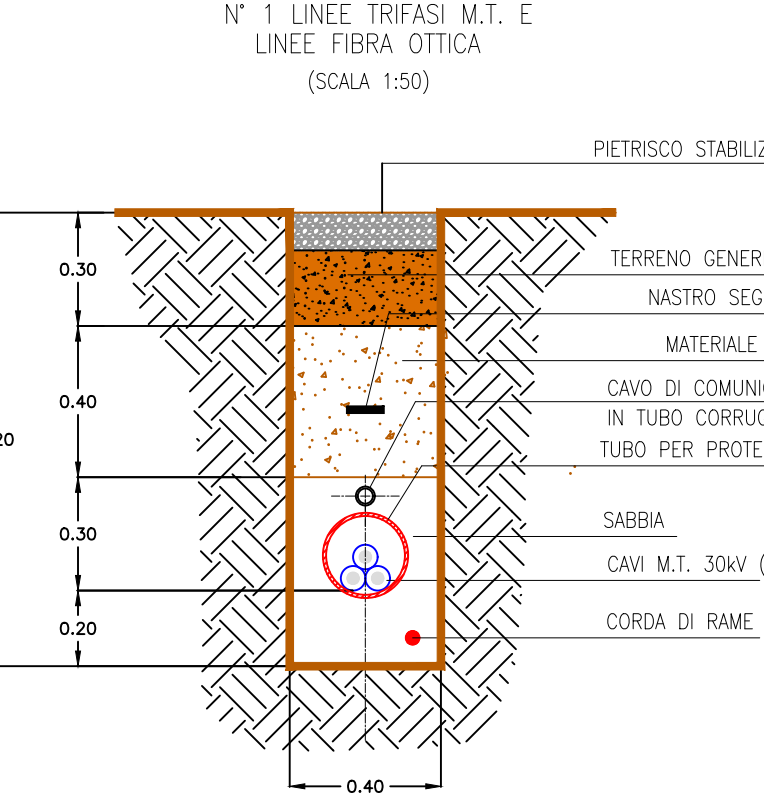 N° 1 LINEE TRIFASI M.T. E
LINEE FIBRA OTTICA
(SCALA 1:50)
PIETRISCO STABILIZ
0.30
TERRENO GENER
NASTRO SEG
MATERIALE
0.40
CAVO DI COMUNI
IN TUBO CORRUG
20
TUBO PER PROTE
0.30
SABBIA
CAVI M.T. 30kV (
0.20
CORDA DI RAME
0.40